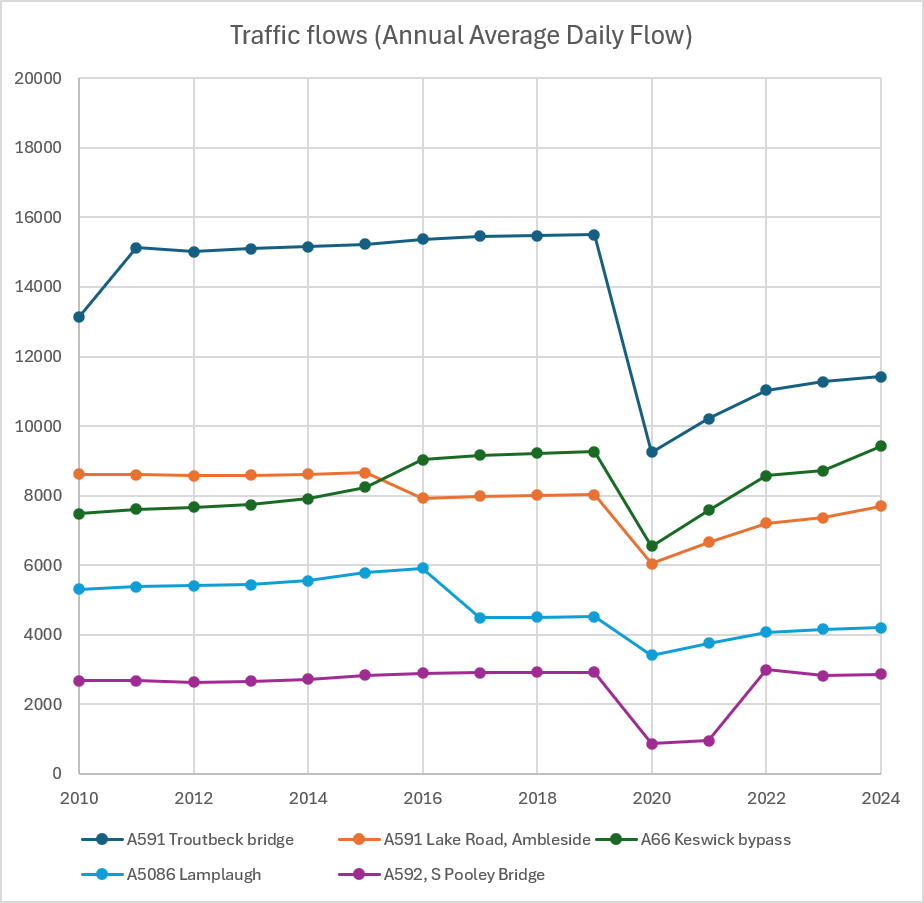 Traffic flows (Annual Average Daily Flow)
20000
18000
16000
14000
12000
10000
8000
6000
4000
2000
0
2010 2012 2014 2016 2018 2020 2022 2024
A591 Troutbeck bridge A591 Lake Road, Ambleside A66 Keswick bypass
A5086 Lamplaugh A592, S Pooley Bridge